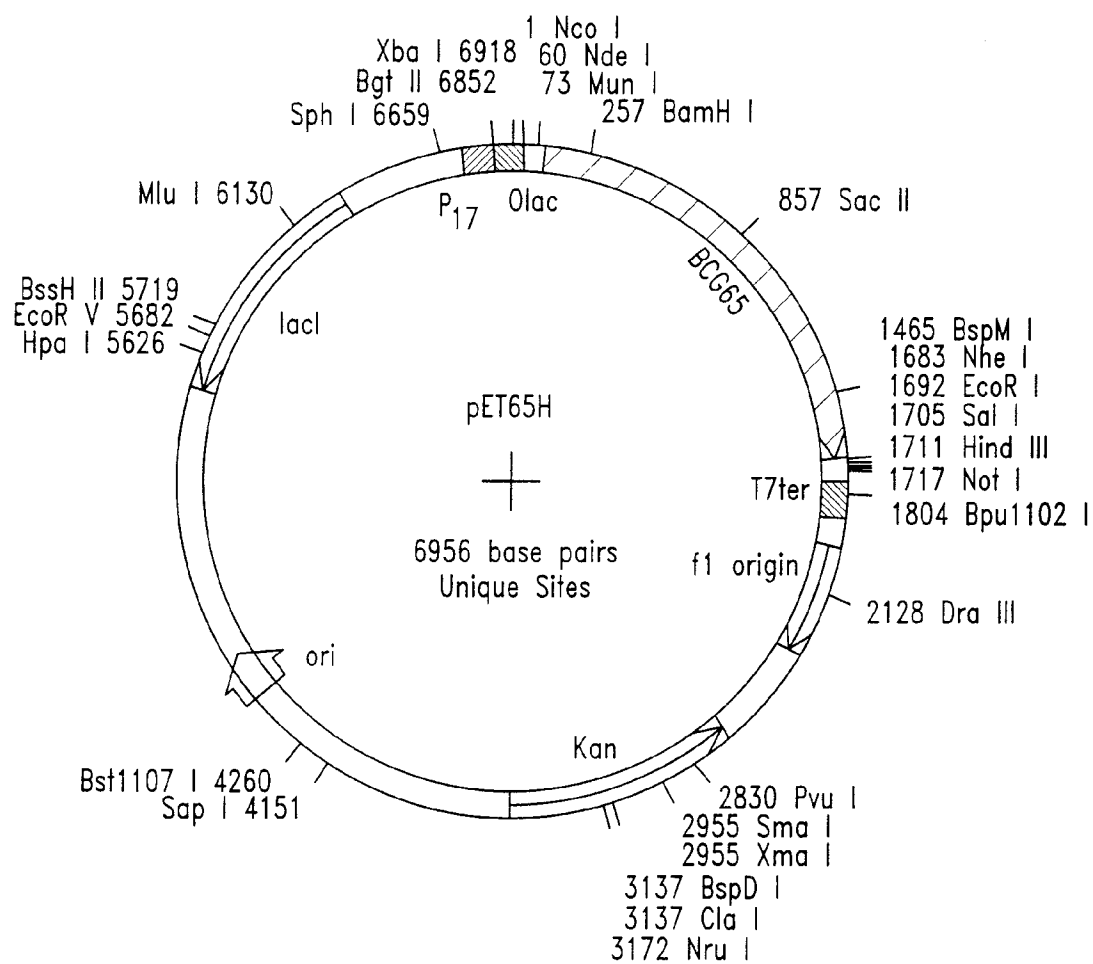 1 Nco I
Xba I 6918 60 Nde I
Bgt II 6852 73 Mun I
Sph I 6659 257 BamH I
Mlu I 6130
857 Sac II
P17 Olac
BCG65
BssH II 5719
EcoR V 5682
Hpa I 5626
lacI
1465 BspM I
1683 Nhe I
1692 EcoR I
1705 Sal I
1711 Hind III
1717 Not I
1804 Bpu1102 I
pET65H
T7ter
6956 base pairs
Unique Sites
f1 origin
2128 Dra III
ori
Kan
Bst1107 I 4260
Sap I 4151
2830 Pvu I
2955 Sma I
2955 Xma I
3137 BspD I
3137 Cla I
3172 Nru I